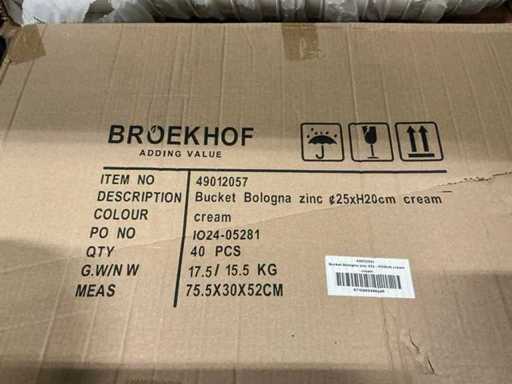 BROEKHOF
ADDING VALUE
ITEM NO 49012057
DESCRIPTION Bucket Bologna zinc ¢25xH20cm cream
COLOUR cream
PO NO IO24-05281
QTY 40 PCS
G.W/N W 17.5/ 15.5 KG
MEAS 75.5X30X52CM